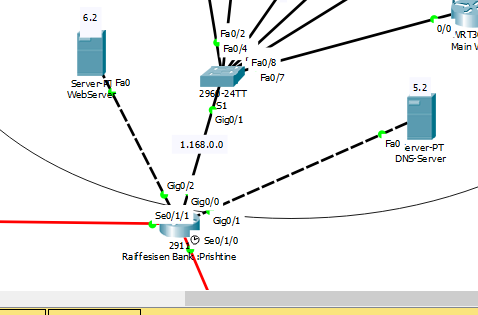 6.2
Fa0/2
Fa0/4
0/0
Main
Server-PT
WebServer
Fa0
Fa0/8
Fa0/7
2960-24TT
S1
Gig0/1
5.2
1.168.0.0
Fa0
erver-PT
DNS-Server
Gig0/2
Gig0/0
Se0/1/1
Gig0/1
Se0/1/0
Raffesisen Bank
Prishtine